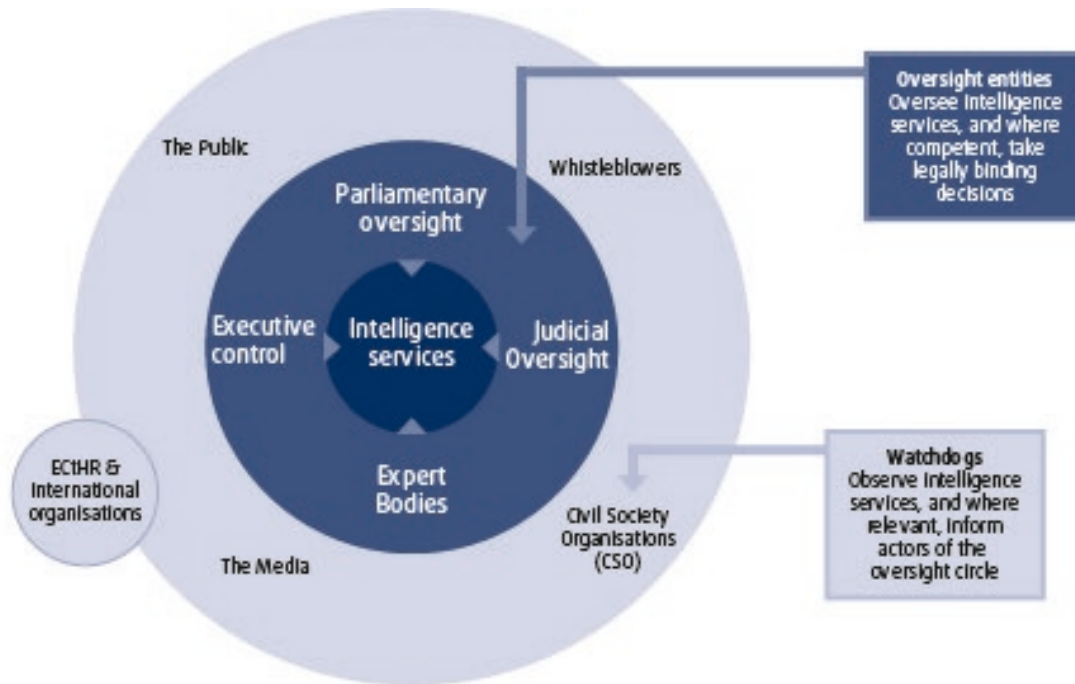 Oversight entities
Oversee intelligence
services, and where
competent, take
legally binding
decisions
The Public
Whistleblowers
Parliamentary
oversight
Executive
control
Intelligence
services
Judicial
Oversight
ECtHR &
International
organisations
Expert
Bodies
Civil Society
Organisations
(CSO)
The Media
Watchdogs
Observe intelligence
services, and where
relevant, inform
actors of the
oversight circle